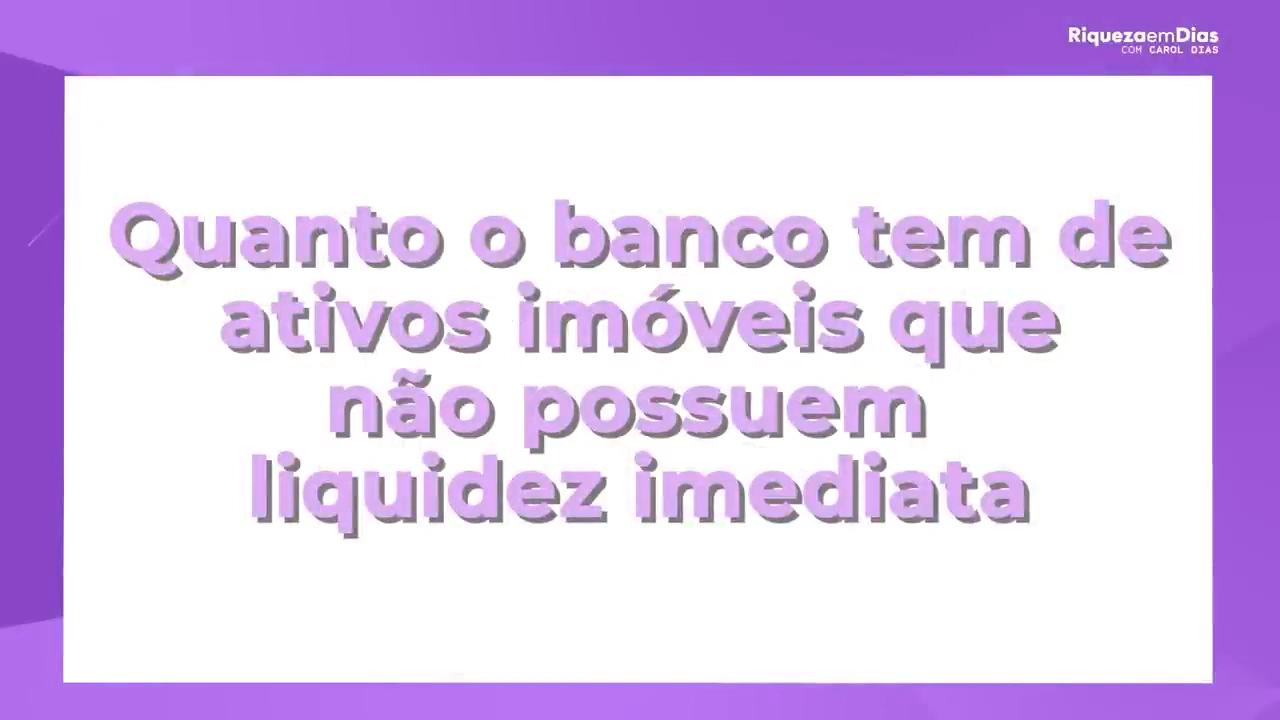 RiquezaemDias
COM CAROL DIAS
Quanto o banco tem de
ativos imóveis que
não possuem
liquidez imediata